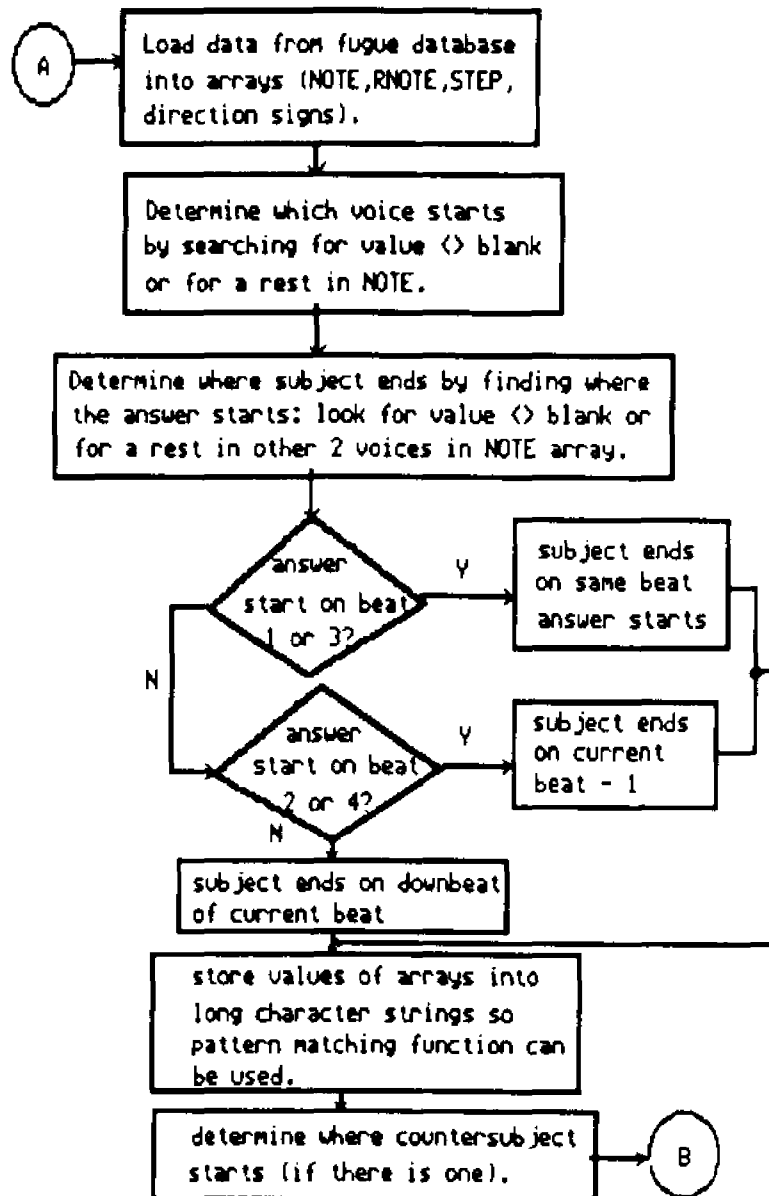 A
Load data from fugue database
into arrays (NOTE,RNOTE,STEP,
direction signs).
Determine which voice starts
by searching for value <> blank
or for a rest in NOTE.
Determine where subject ends by finding where
the answer starts: look for value <> blank or
for a rest in other 2 voices in NOTE array.
answer
start on beat
1 or 3?
Y
subject ends
on same beat
answer starts
N
answer
start on beat
2 or 4?
Y
subject ends
on current
beat - 1
N
subject ends on downbeat
of current beat
store values of arrays into
long character strings so
pattern matching function can
be used.
determine where countersubject
starts (if there is one).
B